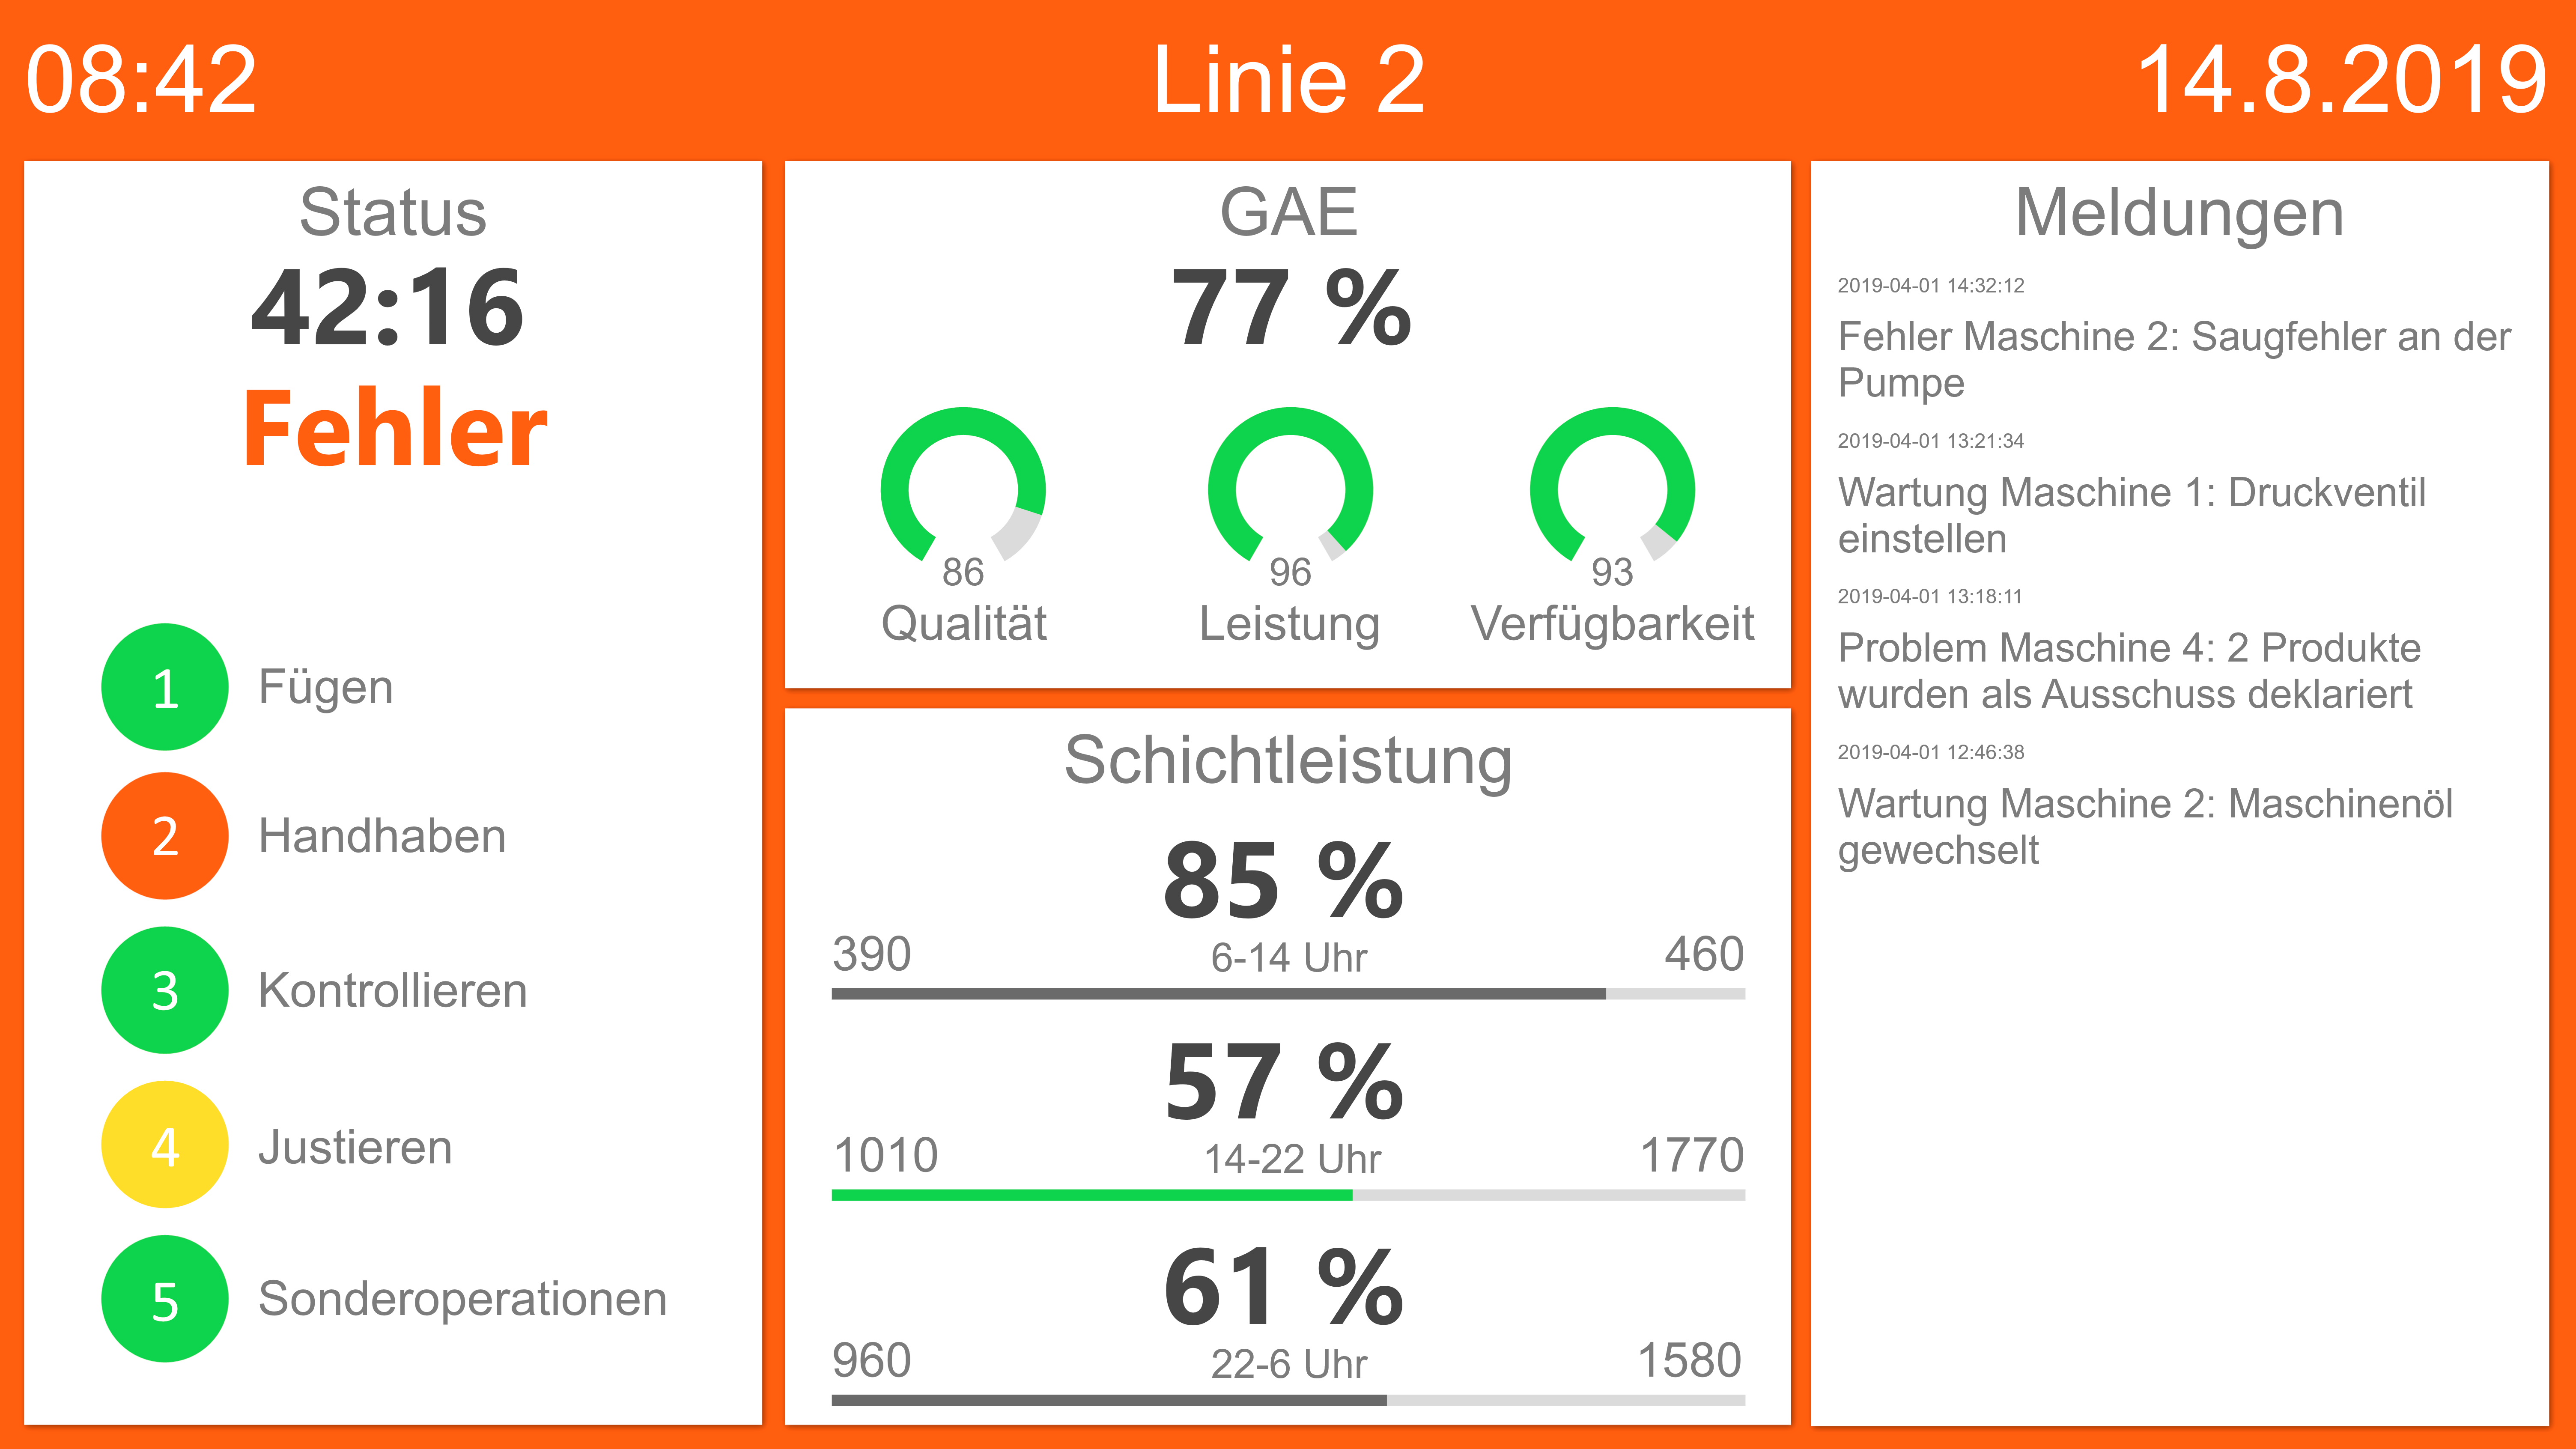 08:42
Linie 2
14.8.2019
Status
42:16
Fehler
1 Fügen
2 Handhaben
3 Kontrollieren
4 Justieren
5 Sonderoperationen
GAE
77 %
86
Qualität
96
Leistung
93
Verfügbarkeit
Schichtleistung
85 %
390 6-14 Uhr 460
57 %
1010 14-22 Uhr 1770
61 %
960 22-6 Uhr 1580
Meldungen
2019-04-01 14:32:12
Fehler Maschine 2: Saugfehler an der
Pumpe
2019-04-01 13:21:34
Wartung Maschine 1: Druckventil
einstellen
2019-04-01 13:18:11
Problem Maschine 4: 2 Produkte
wurden als Ausschuss deklariert
2019-04-01 12:46:38
Wartung Maschine 2: Maschinenöl
gewechselt